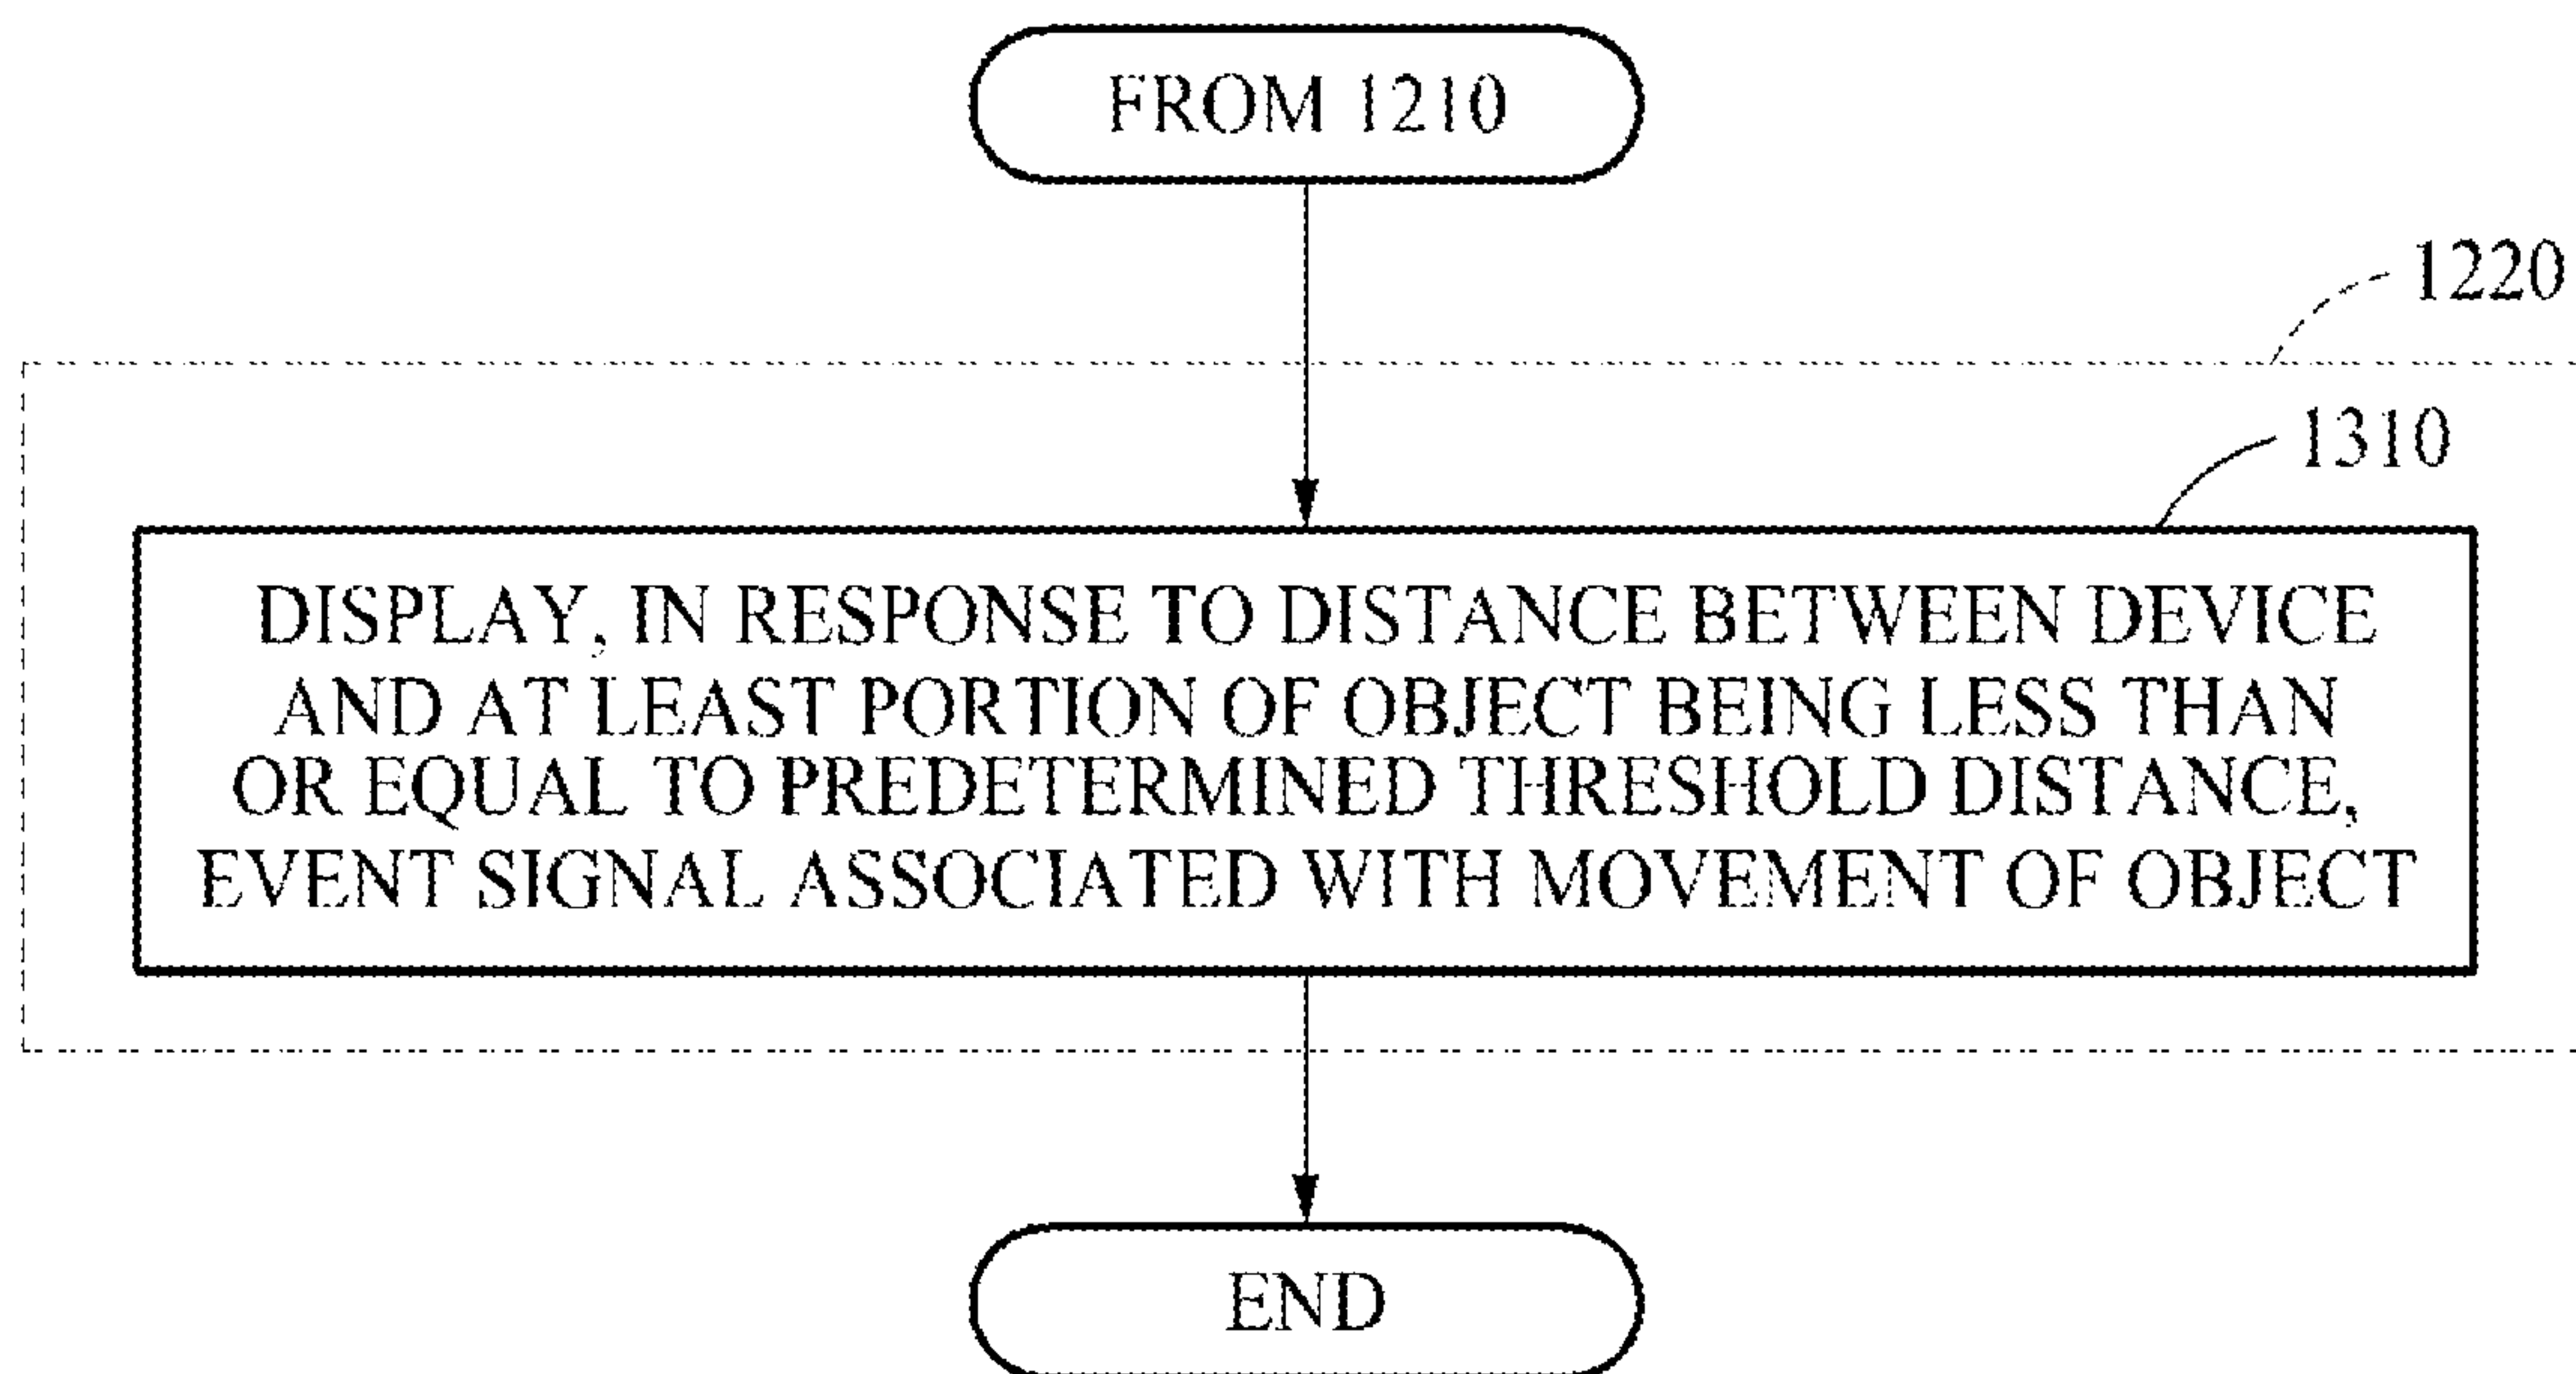 FROM 1210
1220
1310
DISPLAY, IN RESPONSE TO DISTANCE BETWEEN DEVICE
AND AT LEAST PORTION OF OBJECT BEING LESS THAN
OR EQUAL TO PREDETERMINED THRESHOLD DISTANCE,
EVENT SIGNAL ASSOCIATED WITH MOVEMENT OF OBJECT
END